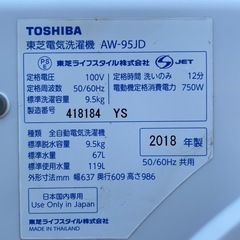 TOSHIBA
東芝電気洗濯機 AW-95JD
PS
E
東芝ライフスタイル株式会社
JET
定格電圧 100V
定格時間 洗いのみ 12分
定格周波数 50/60Hz
電動機定格消費電力 750W
標準洗濯容量 9.5kg
製造番号 418184 YS
種類 全自動電気洗濯機
標準脱水容量 9.5kg
標準水量 67L
標準使用水量 119L
外形寸法 mm 幅637 奥行609 高さ986
2018 年製
50/60Hz 共用
日本国内専用
Use Only in Japan
東芝ライフスタイル株式会社
MADE IN THAILAND